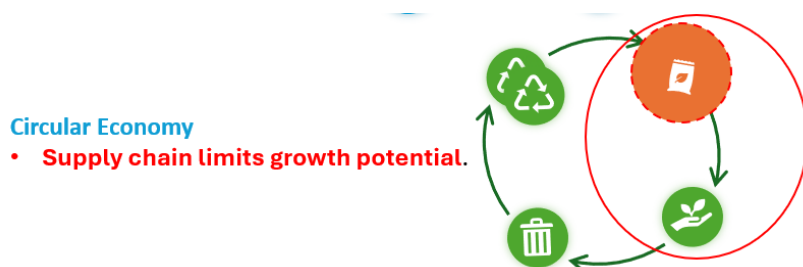 Circular Economy
• Supply chain limits growth potential.